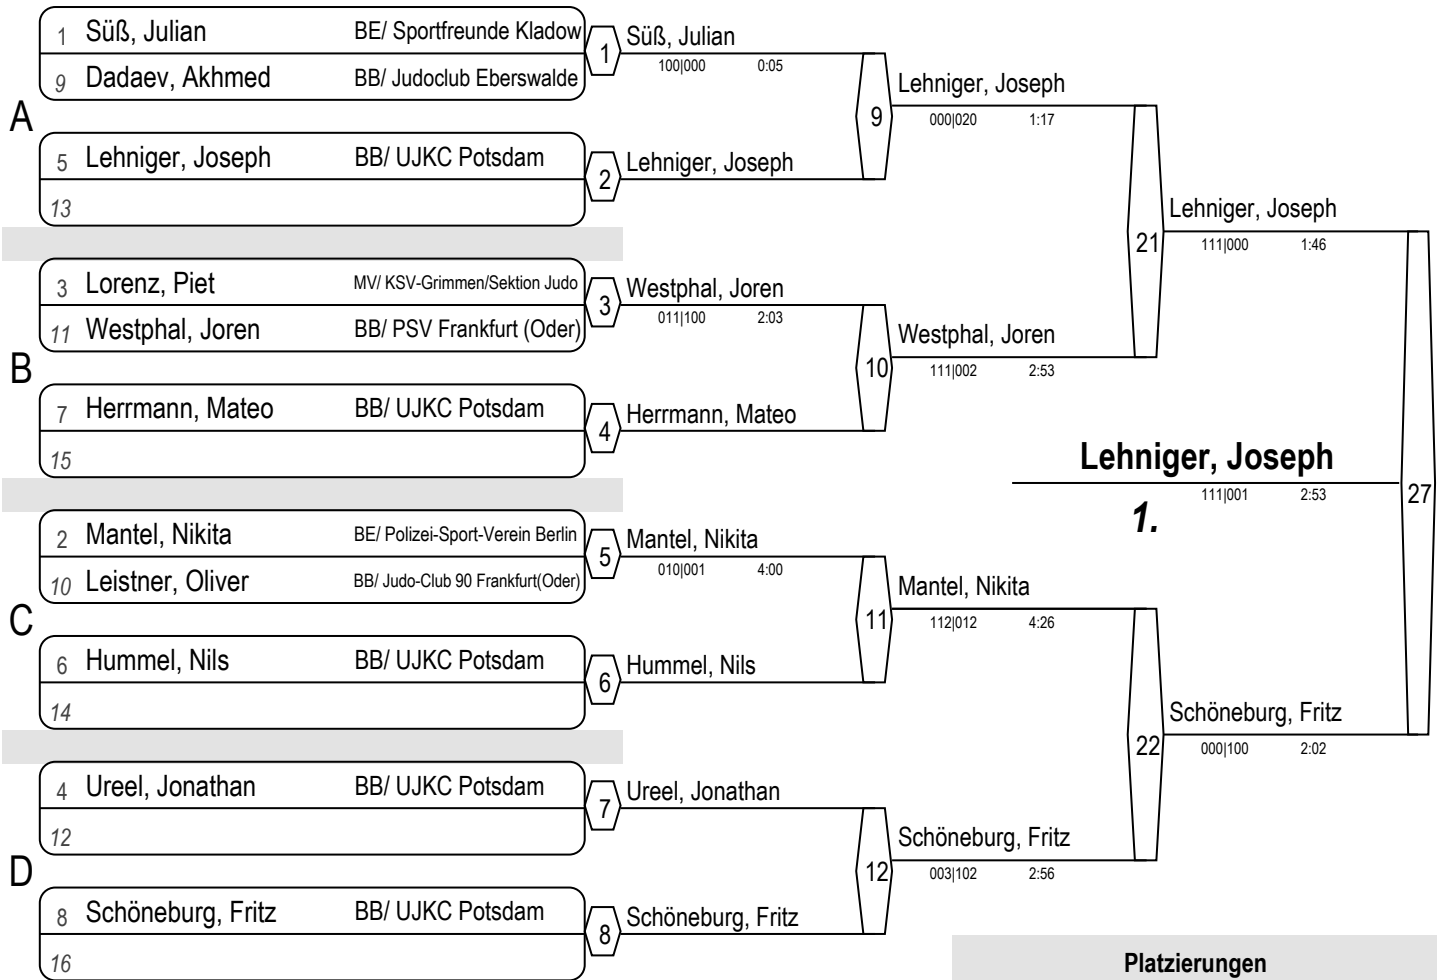 1 Süß, Julian BE/ Sportfreunde Kladow
9 Dadaev, Akhmed BB/ Judoclub Eberswalde
1 Süß, Julian
100|000 0:05
A
5 Lehniger, Joseph BB/ UJKC Potsdam
13
2 Lehniger, Joseph
9 Lehniger, Joseph
000|020 1:17
3 Lorenz, Piet MV/ KSV-Grimmen/Sektion Judo
11 Westphal, Joren BB/ PSV Frankfurt (Oder)
3 Westphal, Joren
011|100 2:03
B
7 Herrmann, Mateo BB/ UJKC Potsdam
15
4 Herrmann, Mateo
10 Westphal, Joren
111|002 2:53
21 Lehniger, Joseph
111|000 1:46
Lehniger, Joseph
111|001 2:53
1.
27
2 Mantel, Nikita BE/ Polizei-Sport-Verein Berlin
10 Leistner, Oliver BB/ Judo-Club 90 Frankfurt(Oder)
5 Mantel, Nikita
010|001 4:00
C
6 Hummel, Nils BB/ UJKC Potsdam
14
6 Hummel, Nils
11 Mantel, Nikita
112|012 4:26
4 Ureel, Jonathan BB/ UJKC Potsdam
12
7 Ureel, Jonathan
D
8 Schöneburg, Fritz BB/ UJKC Potsdam
16
8 Schöneburg, Fritz
12 Schöneburg, Fritz
003|102 2:56
22 Schöneburg, Fritz
000|100 2:02
Platzierungen